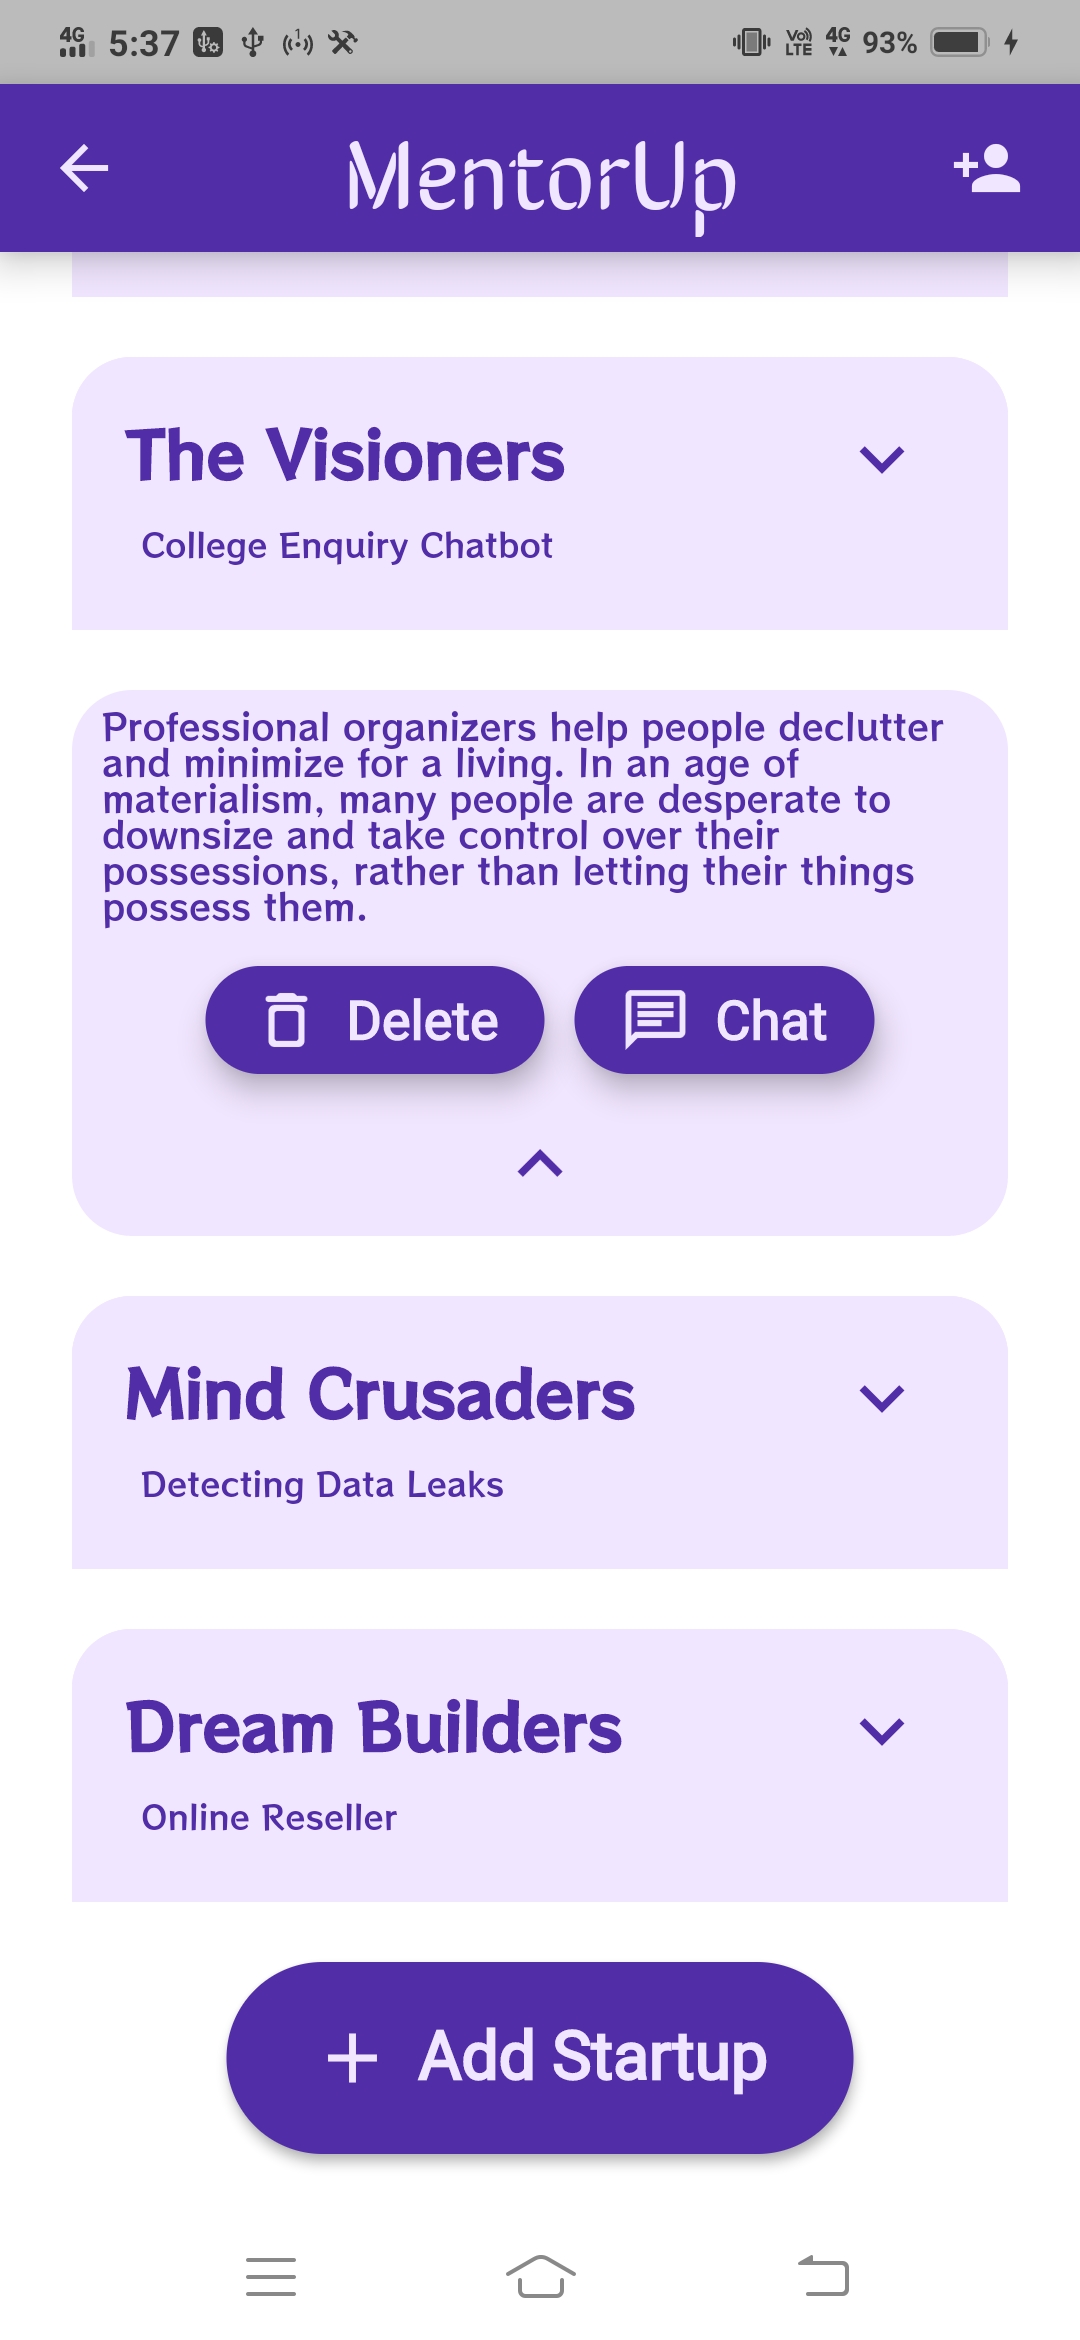 4G 5:37 1 Vo) LTE 4G 93%
MentorUp
The Visioners
College Enquiry Chatbot
Professional organizers help people declutter
and minimize for a living. In an age of
materialism, many people are desperate to
downsize and take control over their
possessions, rather than letting their things
possess them.
Delete Chat
Mind Crusaders
Detecting Data Leaks
Dream Builders
Online Reseller
+ Add Startup